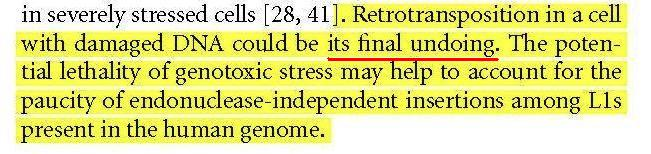 in severely stressed cells [28, 41]. Retrotransposition in a cell
with damaged DNA could be its final undoing. The poten-
tial lethality of genotoxic stress may help to account for the
paucity of endonuclease-independent insertions among L1s
present in the human genome.